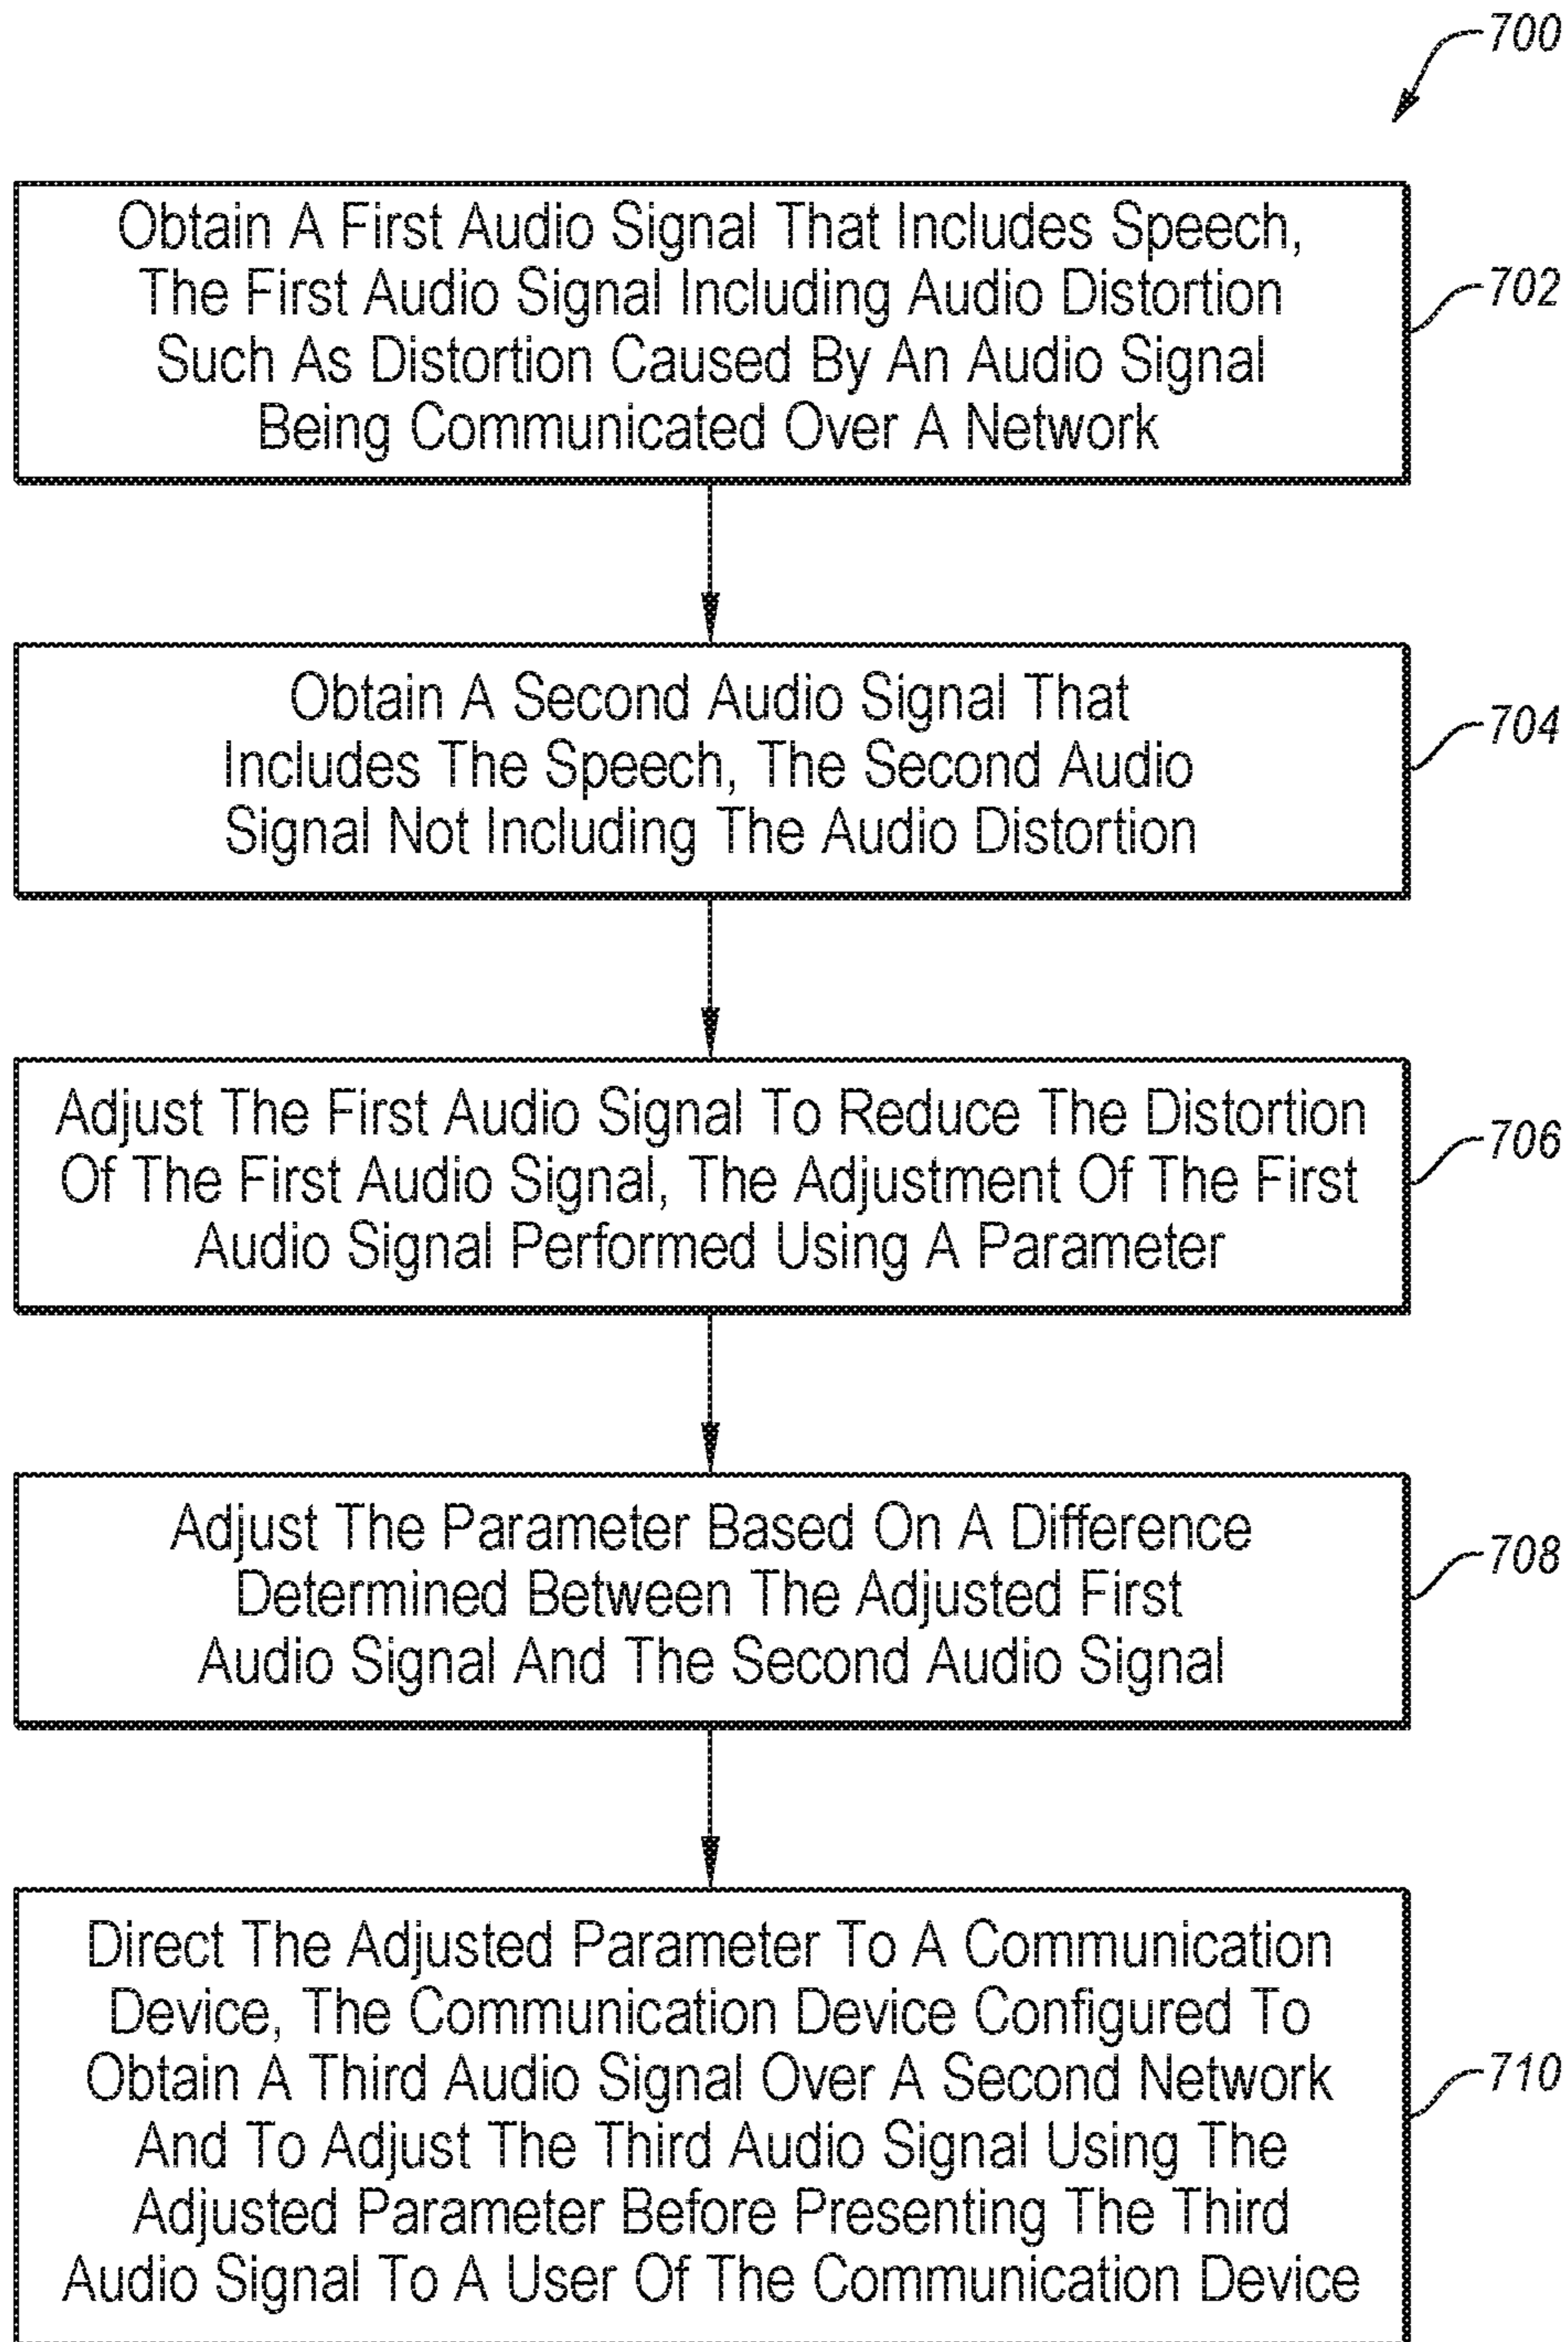 700
Obtain A First Audio Signal That Includes Speech,
The First Audio Signal Including Audio Distortion
Such As Distortion Caused By An Audio Signal
Being Communicated Over A Network
702
Obtain A Second Audio Signal That
Includes The Speech, The Second Audio
Signal Not Including The Audio Distortion
704
Adjust The First Audio Signal To Reduce The Distortion
Of The First Audio Signal, The Adjustment Of The First
Audio Signal Performed Using A Parameter
706
Adjust The Parameter Based On A Difference
Determined Between The Adjusted First
Audio Signal And The Second Audio Signal
708
Direct The Adjusted Parameter To A Communication
Device, The Communication Device Configured To
Obtain A Third Audio Signal Over A Second Network
And To Adjust The Third Audio Signal Using The
Adjusted Parameter Before Presenting The Third
Audio Signal To A User Of The Communication Device
710